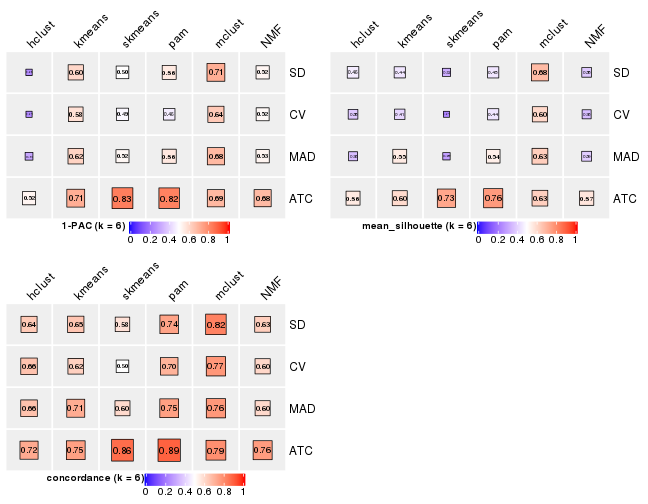 hclust kmeans skmeans pam mclust NMF
0.60 0.50 0.56 0.71 0.52 SD
0.58 0.49 0.48 0.64 0.52 CV
0.62 0.52 0.56 0.68 0.53 MAD
0.52 0.71 0.83 0.82 0.69 0.68 ATC
1-PAC (k = 6)
0 0.2 0.4 0.6 0.8 1
hclust kmeans skmeans pam mclust NMF
0.44 0.68 SD
0.44 0.60 CV
0.55 0.54 0.63 MAD
0.56 0.60 0.73 0.76 0.63 0.57 ATC
mean_silhouette (k = 6)
0 0.2 0.4 0.6 0.8 1
hclust kmeans skmeans pam mclust NMF
0.64 0.65 0.58 0.74 0.82 0.63 SD
0.66 0.62 0.50 0.70 0.77 0.60 CV
0.66 0.71 0.60 0.75 0.76 0.60 MAD
0.72 0.75 0.86 0.89 0.79 0.76 ATC
concordance (k = 6)
0 0.2 0.4 0.6 0.8 1